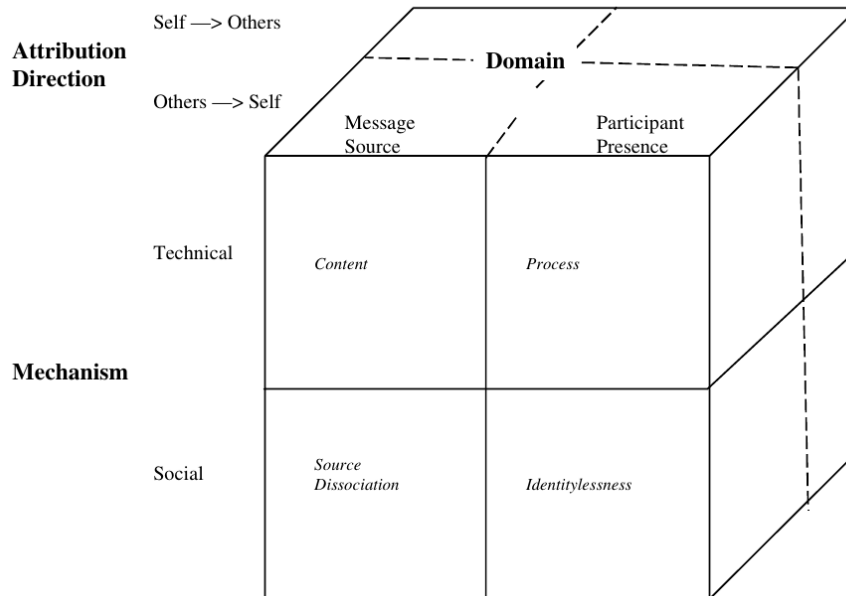 Self —> Others
Attribution
Direction
Domain
Others —> Self
Message
Source
Participant
Presence
Technical
Content
Process
Mechanism
Social
Source
Dissociation
Identitylessness